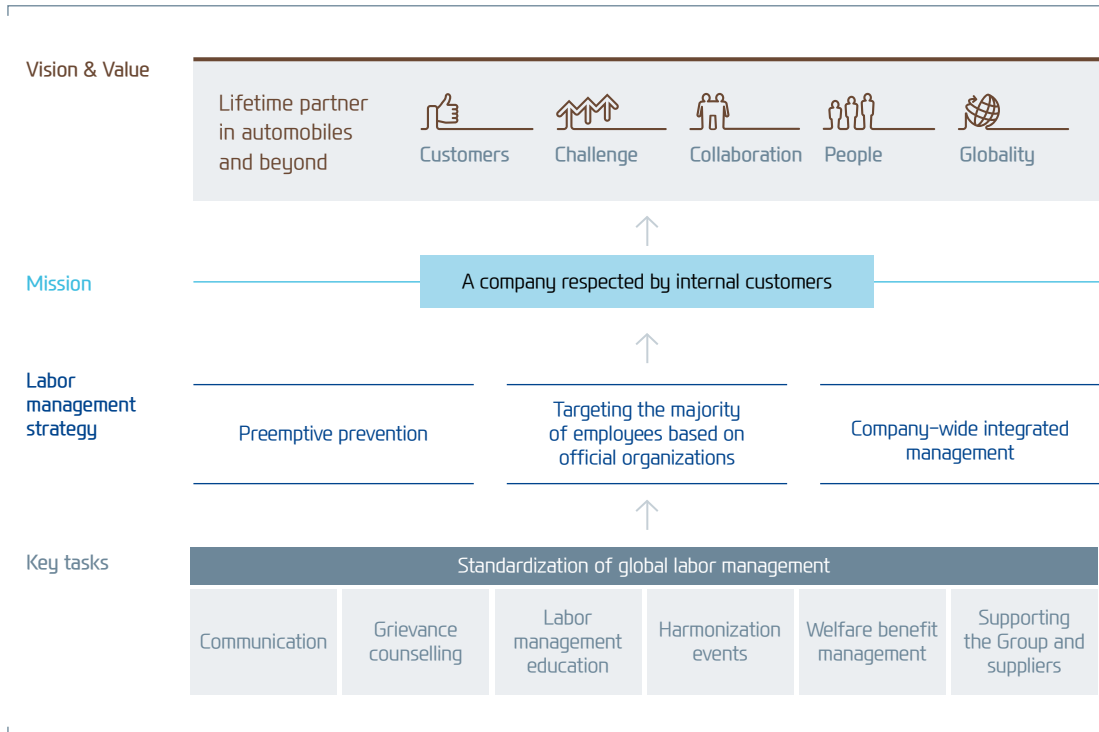 Vision & Value
Lifetime partner
in automobiles
and beyond
Customers
Challenge
Collaboration
People
Globality
Mission
A company respected by internal customers
Labor
management
strategy
Preemptive prevention
Targeting the majority
of employees based on
official organizations
Company-wide integrated
management
Key tasks
Standardization of global labor management
Communication
Grievance
counselling
Labor
management
education
Harmonization
events
Welfare benefit
management
Supporting
the Group and
suppliers